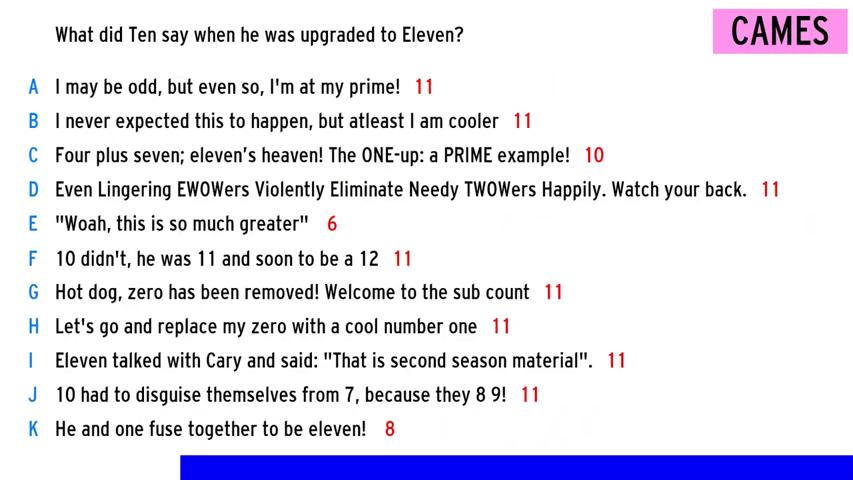 What did Ten say when he was upgraded to Eleven?
CAMES
A I may be odd, but even so, I'm at my prime! 11
B I never expected this to happen, but atleast I am cooler 11
C Four plus seven; eleven's heaven! The ONE-up: a PRIME example! 10
D Even Lingering EWOWers Violently Eliminate Needy TWOWers Happily. Watch your back. 11
E "Woah, this is so much greater" 6
F 10 didn't, he was 11 and soon to be a 12 11
G Hot dog, zero has been removed! Welcome to the sub count 11
H Let's go and replace my zero with a cool number one 11
I Eleven talked with Cary and said: "That is second season material". 11
J 10 had to disguise themselves from 7, because they 8 9! 11
K He and one fuse together to be eleven! 8